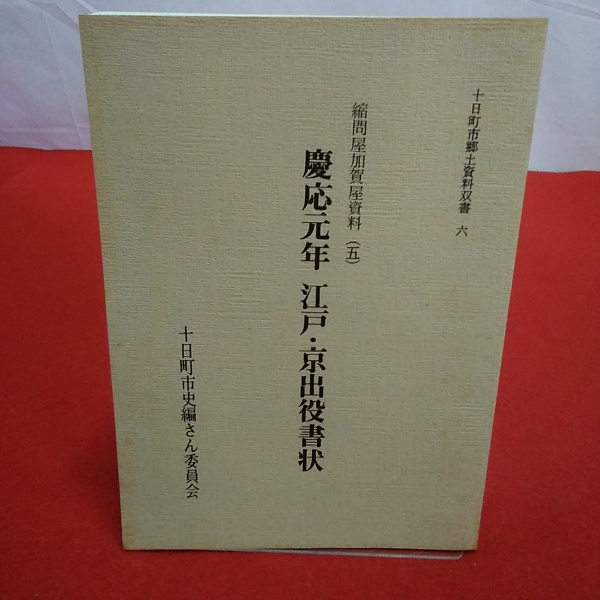 十日町市郷土資料双書 六
縮問屋加賀屋資料（五）
慶応元年 江戸・京出役書状
十日町市史編さん委員会